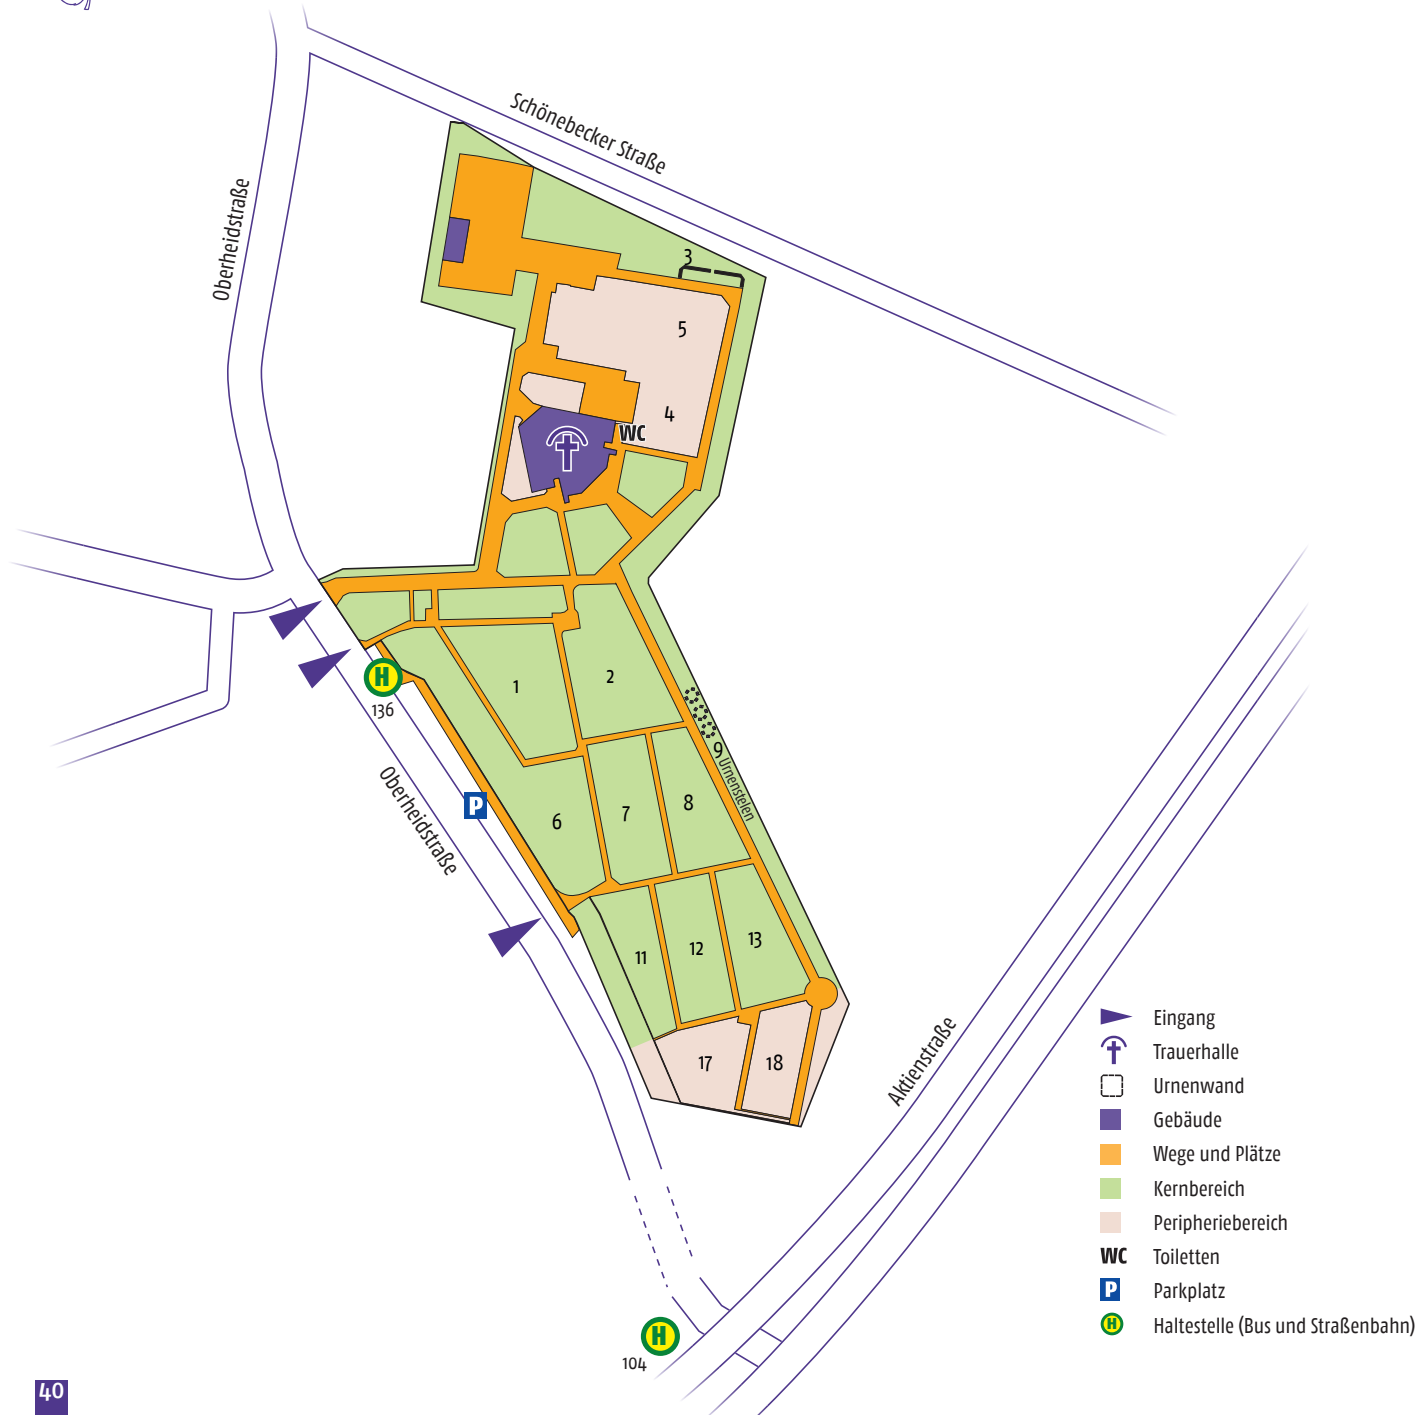 Schönebecker Straße
Oberheidstraße
3
5
4
WC
1
2
H
136
9
Urnenstelen
Oberheidstraße
P
6
7
8
11
12
13
17
18
Aktienstraße
H
104
Eingang
Trauerhalle
Urnenwand
Gebäude
Wege und Plätze
Kernbereich
Peripheriebereich
WC Toiletten
P Parkplatz
H Haltestelle (Bus und Straßenbahn)
40